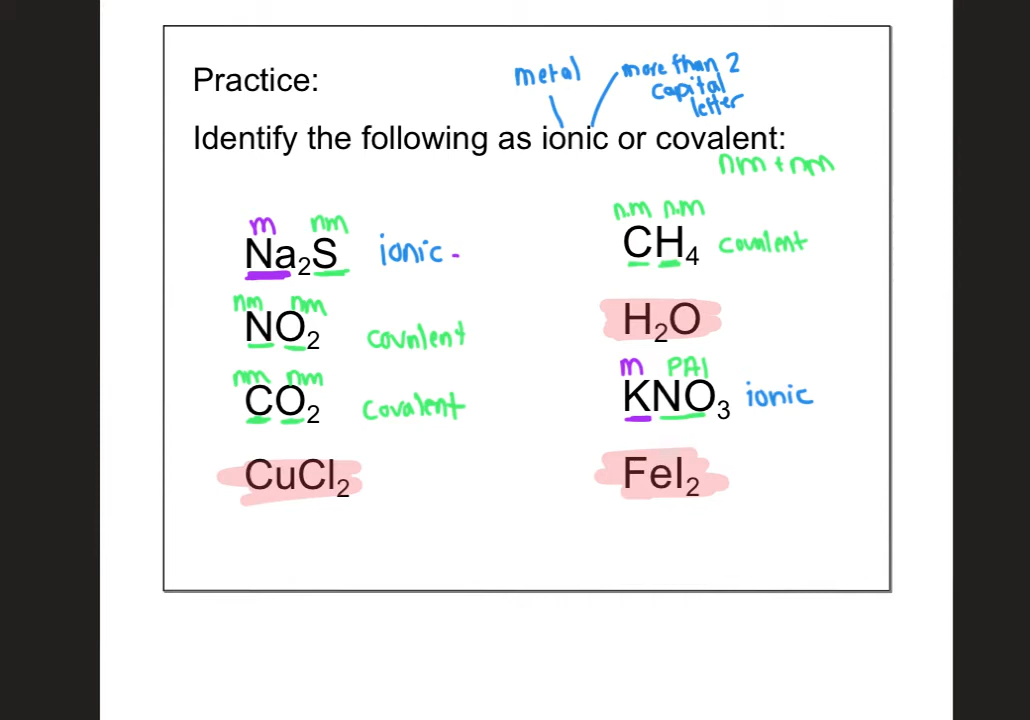 Practice:
metal
more than 2
capital
letter
Identify the following as ionic or covalent:
nm + nm
m nm
Na₂S ionic
nm nm
NO₂ covalent
nm nm
CO₂ covalent
CuCl₂
n.m n.m
CH₄ covalent
H₂O
m PAI
KNO₃ ionic
FeI₂